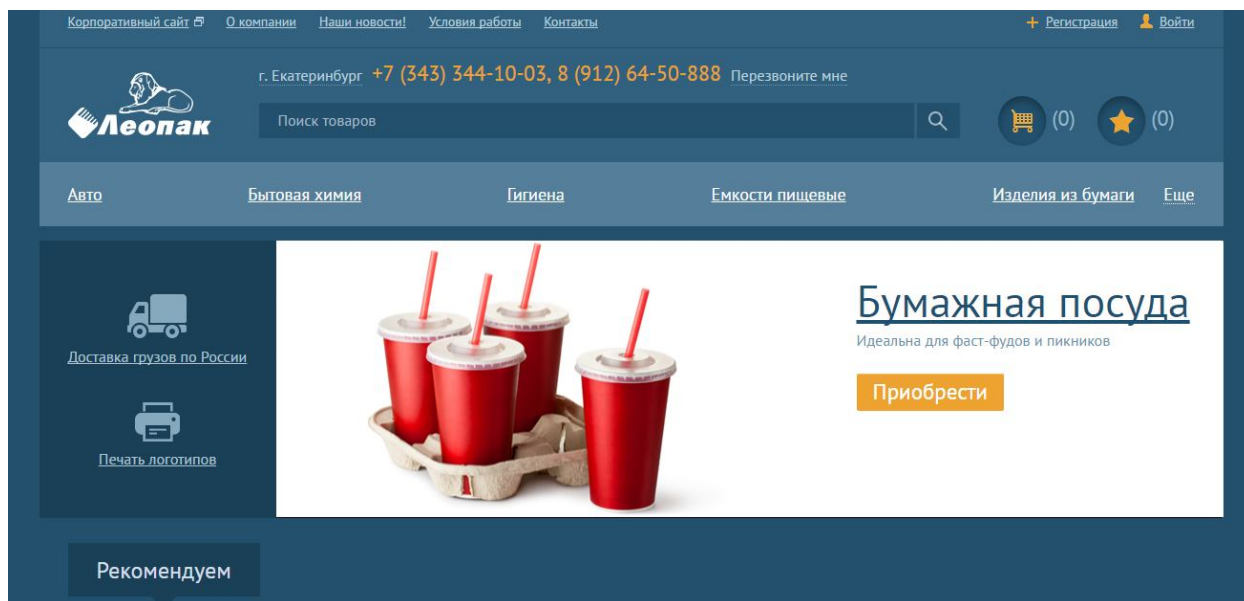 Корпоративный сайт О компании Наши новости! Условия работы Контакты Регистрация Войти
г. Екатеринбург +7 (343) 344-10-03, 8 (912) 64-50-888 Перезвоните мне
Леопак
Поиск товаров
(0) (0)
Авто Бытовая химия Гигиена Емкости пищевые Изделия из бумаги Еще
Доставка грузов по России
Печать логотипов
Бумажная посуда
Идеальна для фаст-фудов и пикников
Приобрести
Рекомендуем